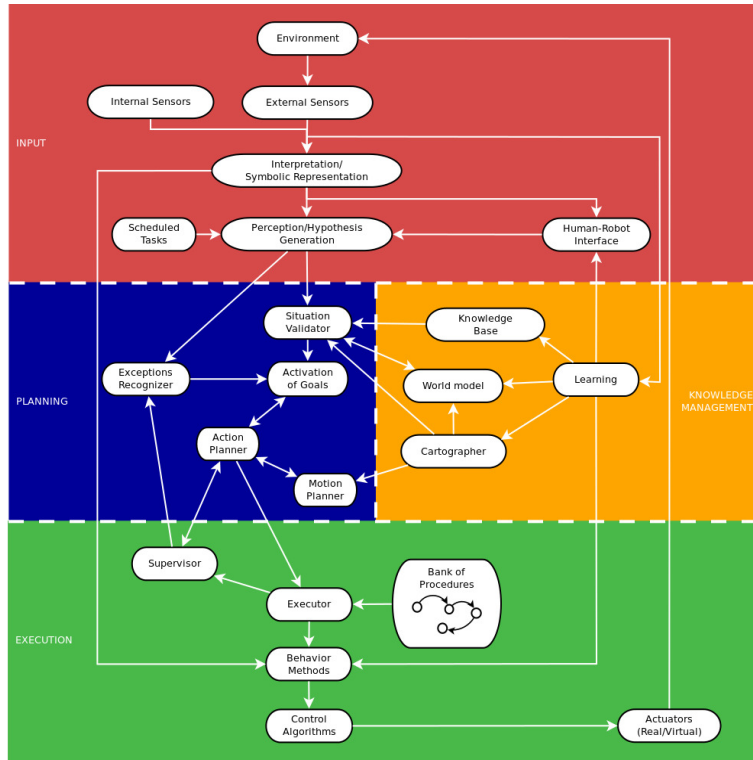 Environment
Internal Sensors
External Sensors
INPUT
Interpretation/
Symbolic Representation
Scheduled
Tasks
Perception/Hypothesis
Generation
Human-Robot
Interface
Situation
Validator
Knowledge
Base
Exceptions
Recognizer
Activation
of Goals
World model
Learning
PLANNING
KNOWLEDGE
MANAGEMENT
Action
Planner
Cartographer
Motion
Planner
Supervisor
Bank of
Procedures
Executor
EXECUTION
Behavior
Methods
Control
Algorithms
Actuators
(Real/Virtual)